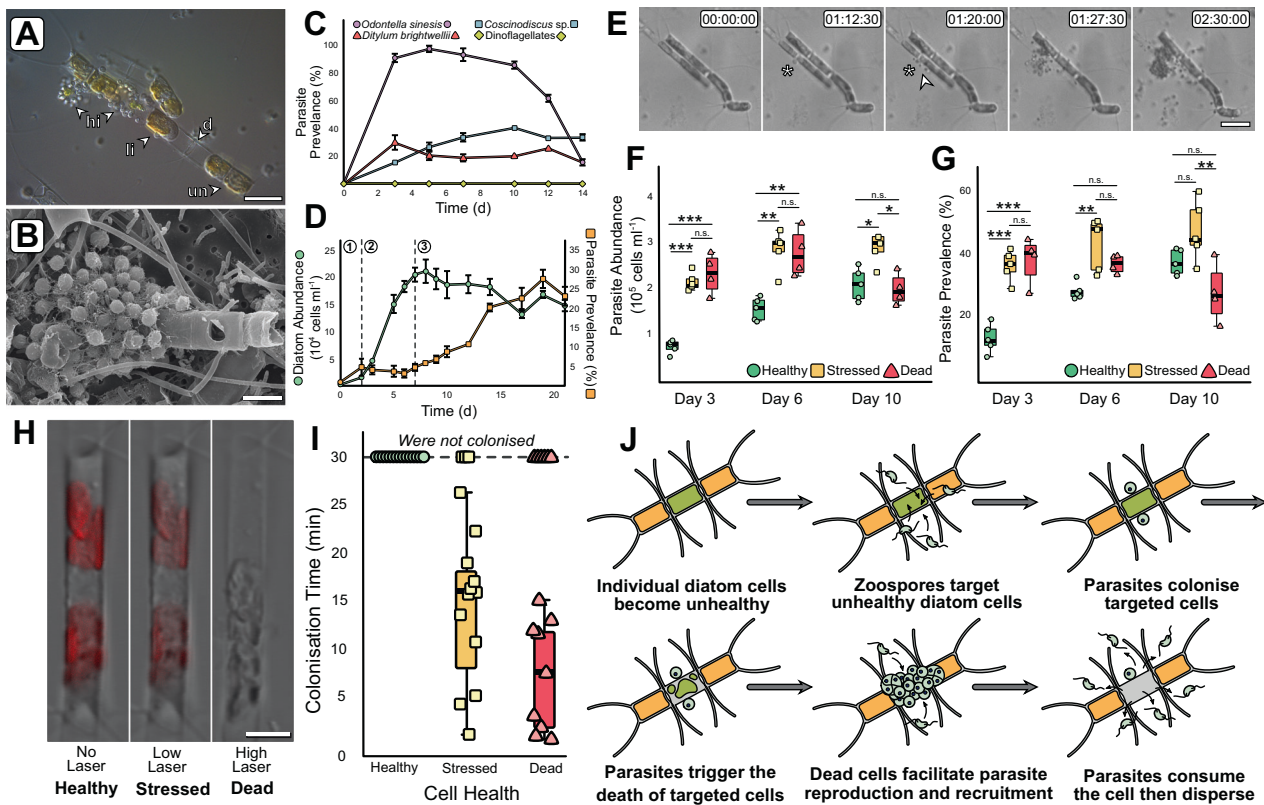 A
hi
li
d
un
B
C
Odontella sinesis
Coscinodiscus sp.
Ditylum brightwellii
Dinoflagellates
Parasite
Prevelance (%)
100
80
60
40
20
0 2 4 6 8 10 12 14
Time (d)
D
1 2 3
Diatom Abundance
(10⁴ cells ml⁻¹)
25
20
15
10
5
0 5 10 15 20
Time (d)
35
30
25
20
15
10
5
Parasite Prevelance (%)
E
00:00:00
01:12:30
01:20:00
01:27:30
02:30:00
*
*
F
Parasite Abundance
(10⁵ cells ml⁻¹)
4
3
2
1
***
n.s.
***
**
n.s.
**
n.s.
*
*
Healthy Stressed Dead
Day 3 Day 6 Day 10
G
Parasite Prevalence (%)
60
40
20
***
n.s.
***
n.s.
n.s.
**
n.s.
**
n.s.
Healthy Stressed Dead
Day 3 Day 6 Day 10
H
No
Laser
Healthy
Low
Laser
Stressed
High
Laser
Dead
I
Were not colonised
Colonisation Time (min)
30
25
20
15
10
5
0
Healthy Stressed Dead
Cell Health
J
Individual diatom cells
become unhealthy
Zoospores target
unhealthy diatom cells
Parasites colonise
targeted cells
Parasites trigger the
death of targeted cells
Dead cells facilitate parasite
reproduction and recruitment
Parasites consume
the cell then disperse